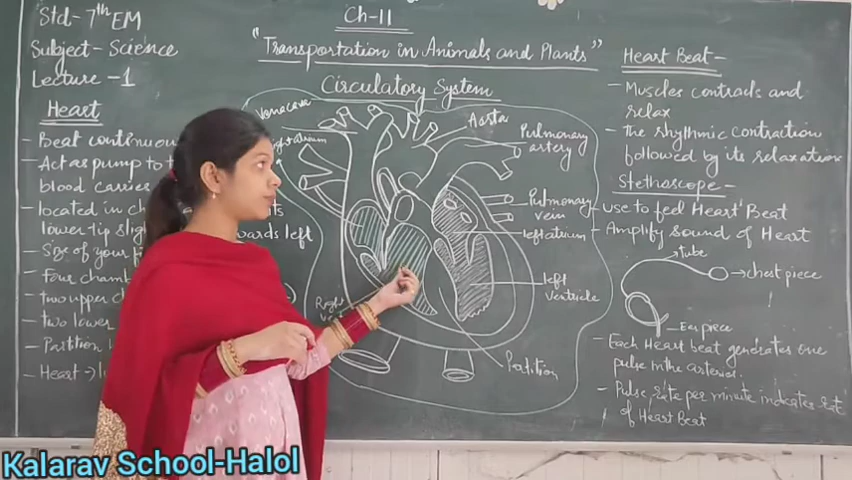 Std- 7th EM
Subject- Science
Lecture - 1
Ch-11
"Transportation in Animals and Plants"
Circulatory System
Heart
- Beat continuou
- Act as pump to t
blood carries
- located in ch
lower tip sligh
wards left
- Size of your
- Four cham
- two upper c
- two lower
- Partition
- Heart ->
Venacava
Aorta
Pulmonary
artery
Pulmonary
vein
left atrium
left
Ventricle
Partition
Right
Heart Beat-
- Muscles contracts and
relax
- the rhythmic contraction
followed by its relaxation
Stethoscope -
- use to feel Heart Beat
- Amplify sound of Heart
tube
chest piece
Ear piece
- Each Heart beat generates one
pulse in the arteries.
- Pulse rate per minute indicates rate
of Heart Beat
Kalarav School-Halol